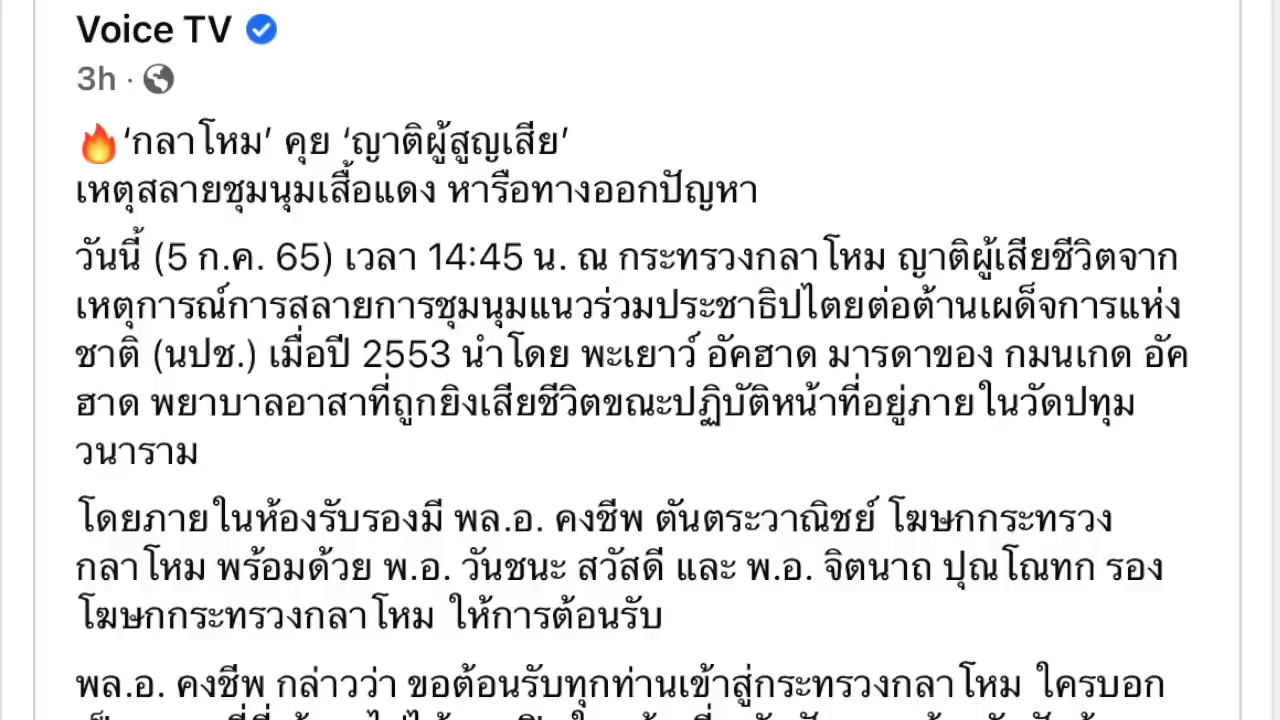 Voice TV
3h ·
🔥‘กลาโหม’ คุย ‘ญาติผู้สูญเสีย’
เหตุสลายชุมนุมเสื้อแดง หารือทางออกปัญหา
วันนี้ (5 ก.ค. 65) เวลา 14:45 น. ณ กระทรวงกลาโหม ญาติผู้เสียชีวิตจาก
เหตุการณ์การสลายการชุมนุมแนวร่วมประชาธิปไตยต่อต้านเผด็จการแห่ง
ชาติ (นปช.) เมื่อปี 2553 นำโดย พะเยาว์ อัคฮาด มารดาของ กมนเกด อัค
ฮาด พยาบาลอาสาที่ถูกยิงเสียชีวิตขณะปฏิบัติหน้าที่อยู่ภายในวัดปทุม
วนาราม
โดยภายในห้องรับรองมี พล.อ. คงชีพ ตันตระวาณิชย์ โฆษกกระทรวง
กลาโหม พร้อมด้วย พ.อ. วันชนะ สวัสดี และ พ.อ. จิตนาถ ปุณโณทก รอง
โฆษกกระทรวงกลาโหม ให้การต้อนรับ
พล.อ. คงชีพ กล่าวว่า ขอต้อนรับทุกท่านเข้าสู่กระทรวงกลาโหม ใครบอก